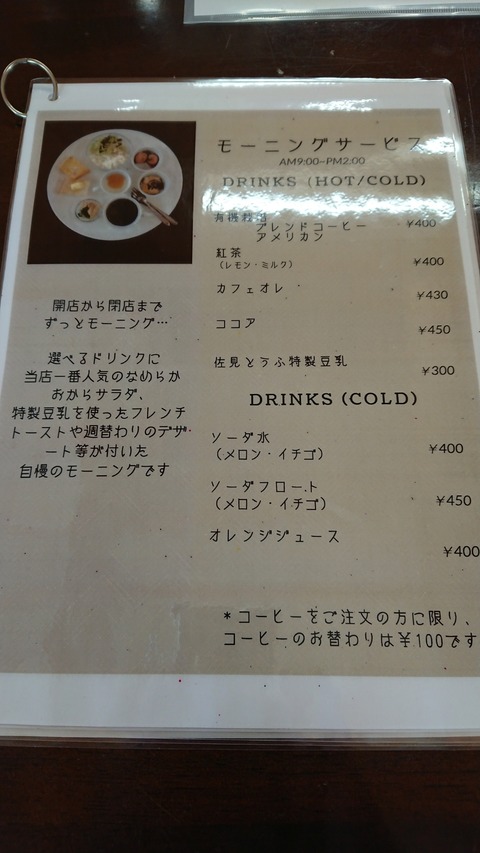 モーニングサービス
AM9:00~PM2:00
DRINKS (HOT/COLD)
有機栽培
ブレンドコーヒー ¥400
アメリカン
紅茶 ¥400
(レモン・ミルク)
カフェオレ ¥430
ココア ¥450
佐見とうふ特製豆乳 ¥300
DRINKS (COLD)
ソーダ水 ¥400
(メロン・イチゴ)
ソーダフロート ¥450
(メロン・イチゴ)
オレンジジュース ¥400
*コーヒーをご注文の方に限り、
コーヒーのお替わりは¥100です
開店から閉店まで
ずっとモーニング…
選べるドリンクに
当店一番人気のなめらか
おからサラダ、
特製豆乳を使ったフレンチ
トーストや週替わりのデザ
ート等が付いた
自慢のモーニングです